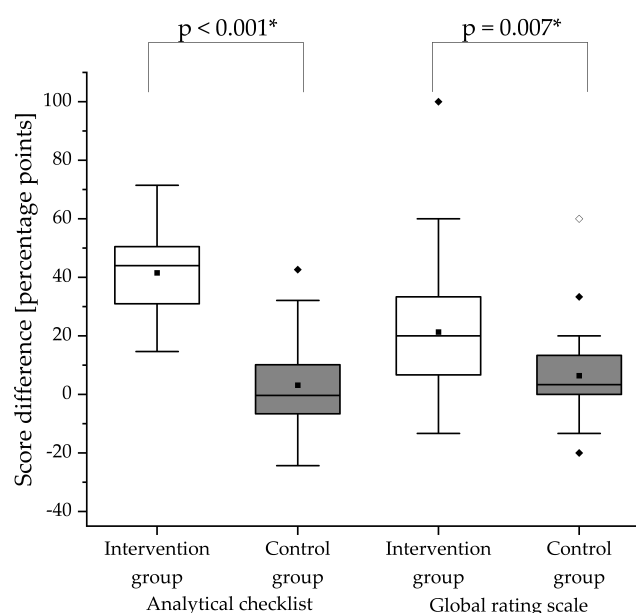 p < 0.001*
p = 0.007*
Score difference [percentage points]
100
80
60
40
20
0
-20
-40
Intervention group
Control group
Intervention group
Control group
Analytical checklist
Global rating scale